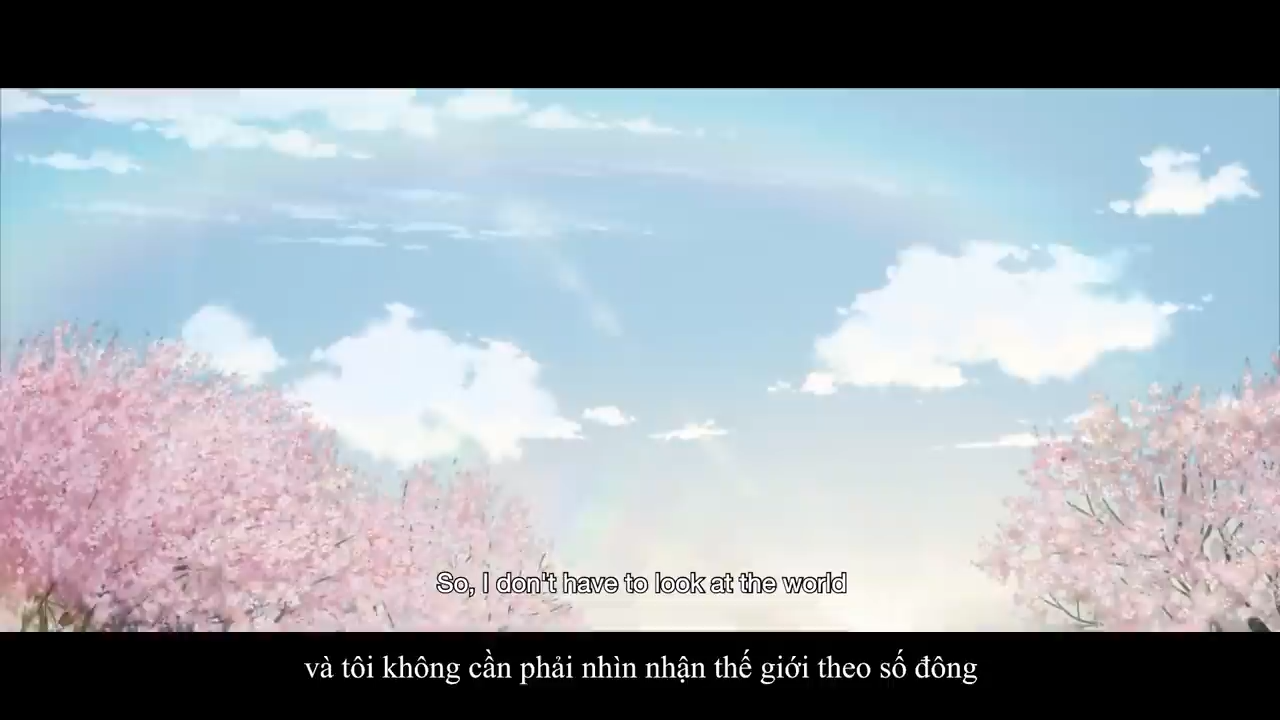 So, I don't have to look at the world
và tôi không cần phải nhìn nhận thế giới theo số đông